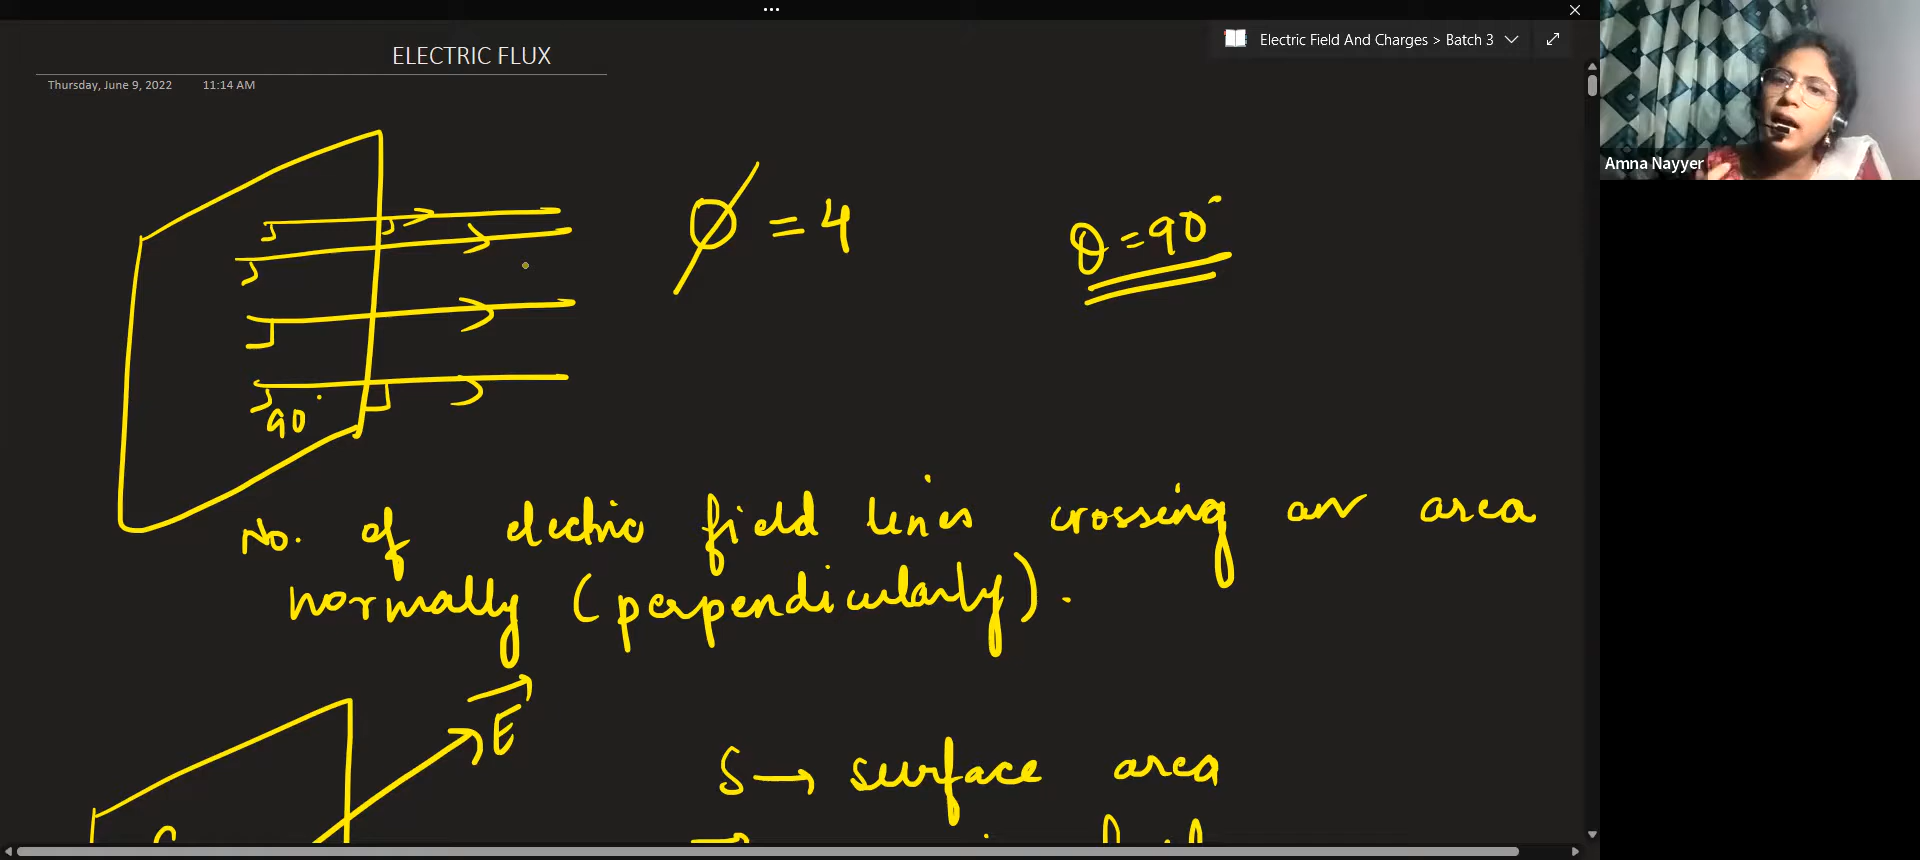 Electric Field And Charges > Batch 3
ELECTRIC FLUX
Thursday, June 9, 2022 11:14 AM
Amna Nayyer
Ø = 4
θ = 90°
90°
No. of electric field lines crossing an area
normally (perpendicularly).
E
S → surface area